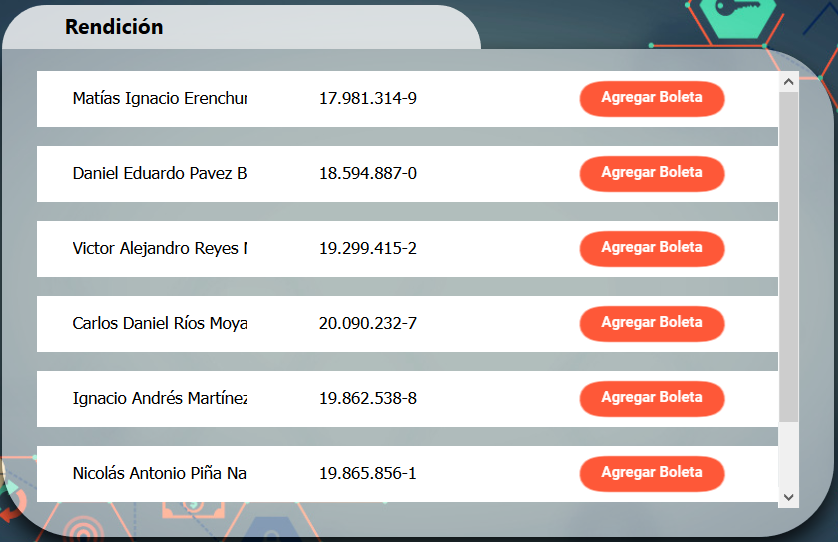 Rendición
Matías Ignacio 17.981.314-9 Agregar Boleta
Daniel Eduardo Pavez B 18.594.887-0 Agregar Boleta
Victor Alejandro Reyes 19.299.415-2 Agregar Boleta
Carlos Daniel Ríos Moya 20.090.232-7 Agregar Boleta
Ignacio Andrés Martínez 19.862.538-8 Agregar Boleta
Nicolás Antonio Piña Na 19.865.856-1 Agregar Boleta